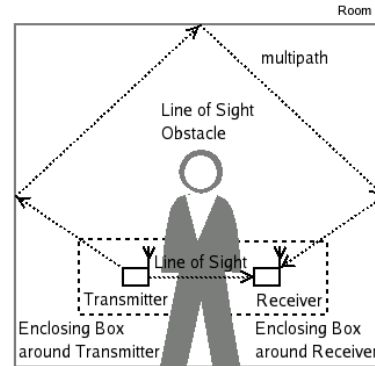 Room
multipath
Line of Sight
Obstacle
Line of Sight
Transmitter
Receiver
Enclosing Box
around Transmitter
Enclosing Box
around Receiver